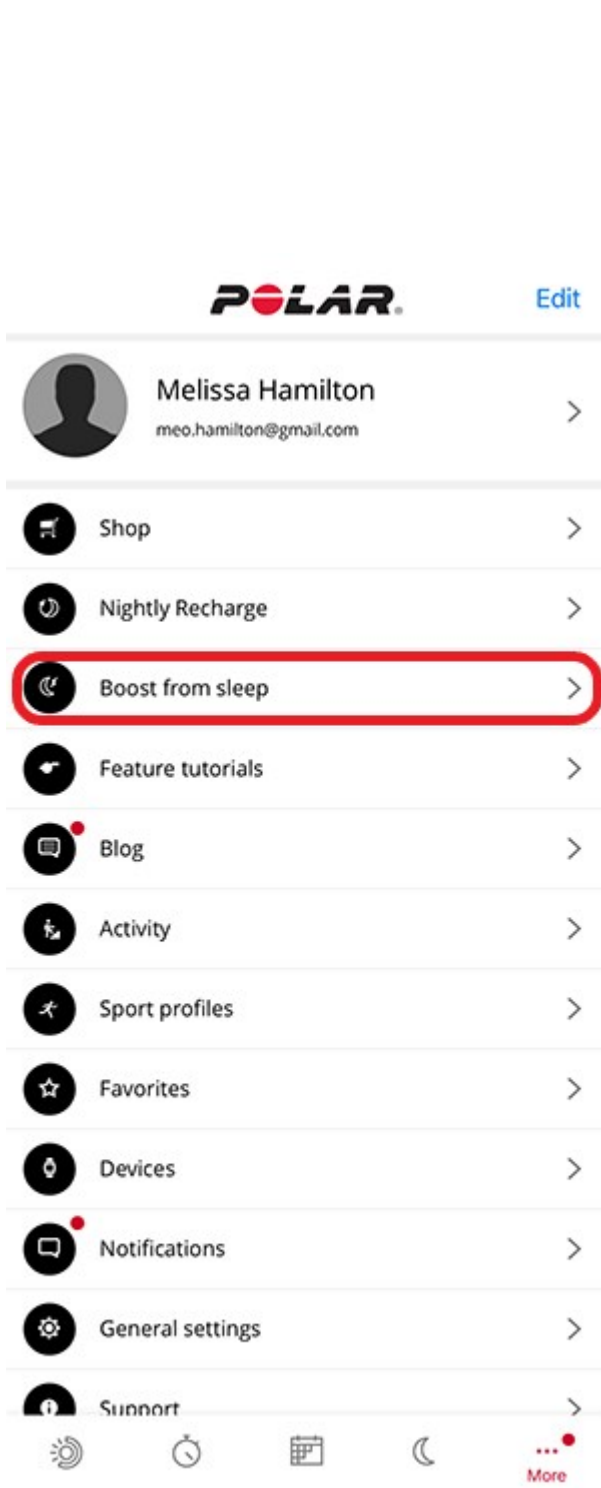 POLAR.
Edit
Melissa Hamilton
meo.hamilton@gmail.com
Shop
Nightly Recharge
Boost from sleep
Feature tutorials
Blog
Activity
Sport profiles
Favorites
Devices
Notifications
General settings
Support
More